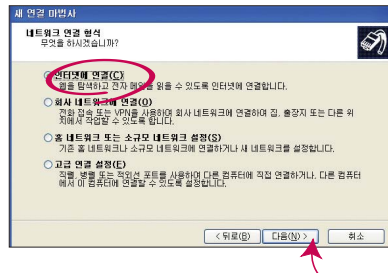 새 연결 마법사
네트워크 연결 형식
무엇을 하시겠습니까?
인터넷에 연결(C)
웹을 탐색하고 전자 메일을 읽을 수 있도록 인터넷에 연결합니다.
회사 네트워크에 연결(O)
전화 접속 또는 VPN을 사용하여 회사 네트워크에 연결하여 집, 출장지 또는 다른 위
치에서 작업할 수 있도록 합니다.
홈 네트워크 또는 소규모 네트워크 설정(S)
기존 홈 네트워크나 소규모 네트워크에 연결하거나 새 네트워크를 설정합니다.
고급 연결 설정(E)
직렬, 병렬 또는 적외선 포트를 사용하여 다른 컴퓨터에 직접 연결하거나, 다른 컴퓨터
에서 이 컴퓨터에 연결할 수 있도록 설정합니다.
< 뒤로(B) 다음(N) > 취소